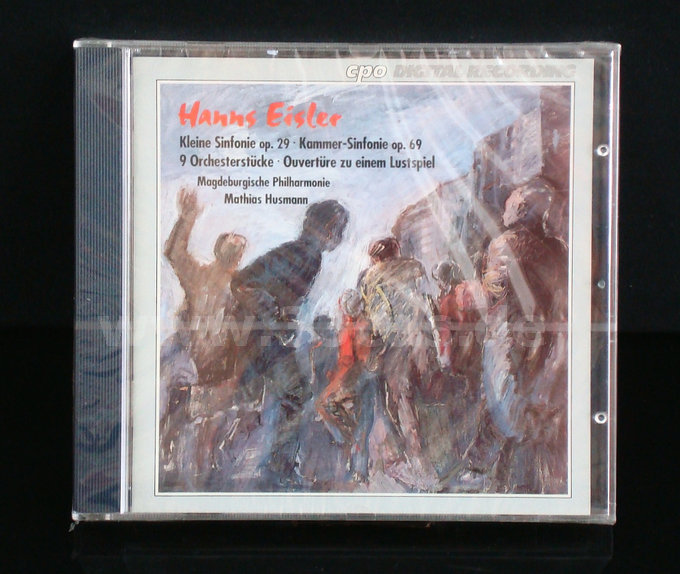 cpo DIGITAL RECORDING
Hanns Eisler
Kleine Sinfonie op. 29 · Kammer-Sinfonie op. 69
9 Orchesterstücke · Ouvertüre zu einem Lustspiel
Magdeburgische Philharmonie
Mathias Husmann